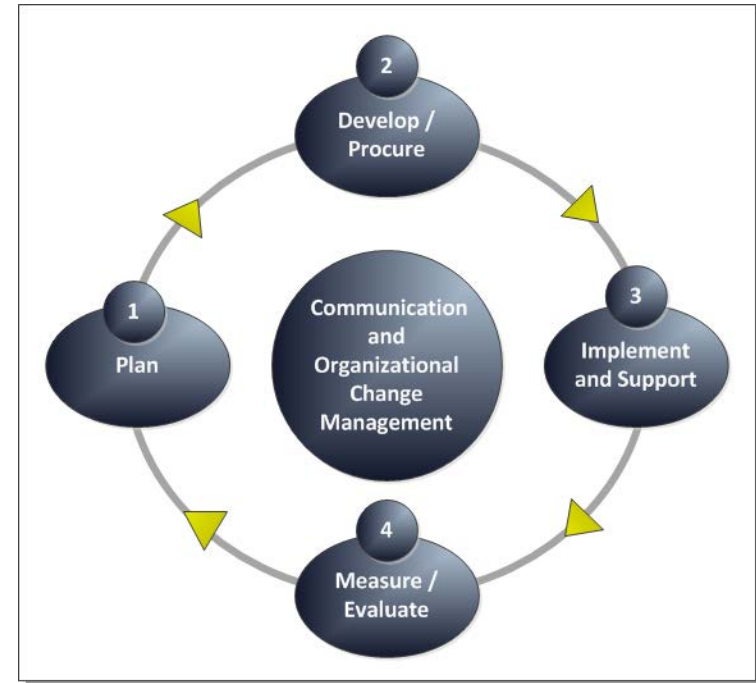 1
Plan
2
Develop /
Procure
3
Implement
and Support
4
Measure /
Evaluate
Communication
and
Organizational
Change
Management